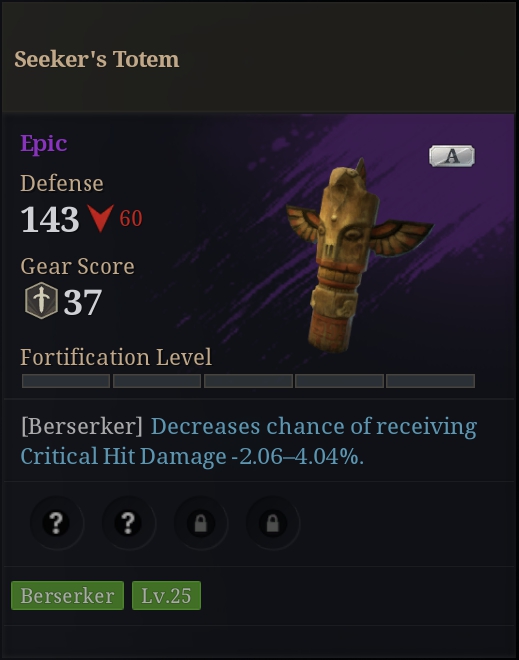 Seeker's Totem
Epic
A
Defense
143 60
Gear Score
37
Fortification Level
[Berserker] Decreases chance of receiving
Critical Hit Damage -2.06–4.04%.
? ?
Berserker Lv.25